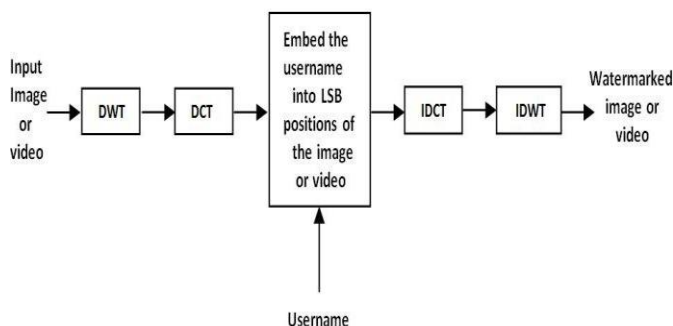 Input
Image
or
video
DWT
DCT
Embed the
username
into LSB
positions of
the image
or video
IDCT
IDWT
Watermarked
image or
video
Username